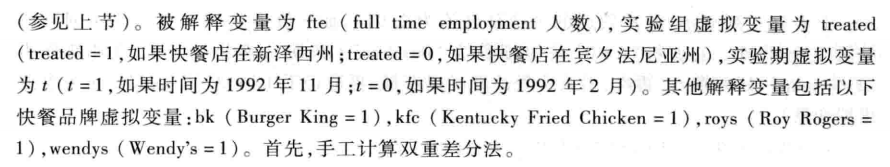 (参见上节)。被解释变量为 fte (full time employment 人数),实验组虚拟变量为 treated
(treated = 1,如果快餐店在新泽西州;treated = 0,如果快餐店在宾夕法尼亚州),实验期虚拟变量
为 t (t = 1,如果时间为 1992 年 11 月;t = 0,如果时间为 1992 年 2 月)。其他解释变量包括以下
快餐品牌虚拟变量:bk (Burger King = 1),kfc (Kentucky Fried Chicken = 1),roys (Roy Rogers =
1),wendys (Wendy's = 1)。首先,手工计算双重差分法。